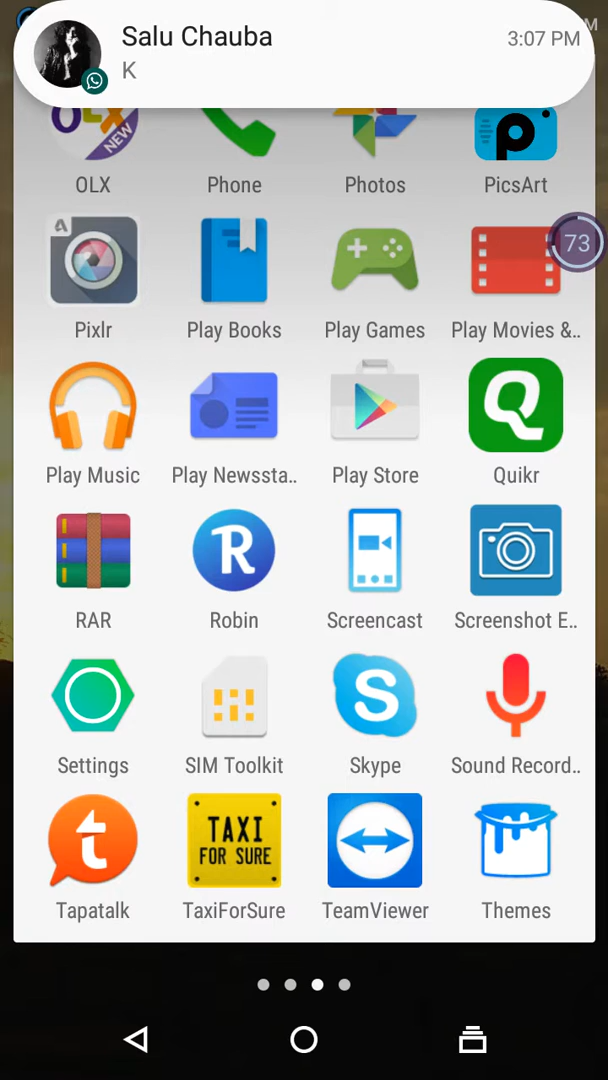 Salu Chauba 3:07 PM
K
OLX
NEW
OLX Phone Photos PicsArt
73
Pixlr Play Books Play Games Play Movies &..
Play Music Play Newssta.. Play Store Quikr
RAR Robin Screencast Screenshot E..
Settings SIM Toolkit Skype Sound Record..
TAXI
FOR SURE
Tapatalk TaxiForSure TeamViewer Themes